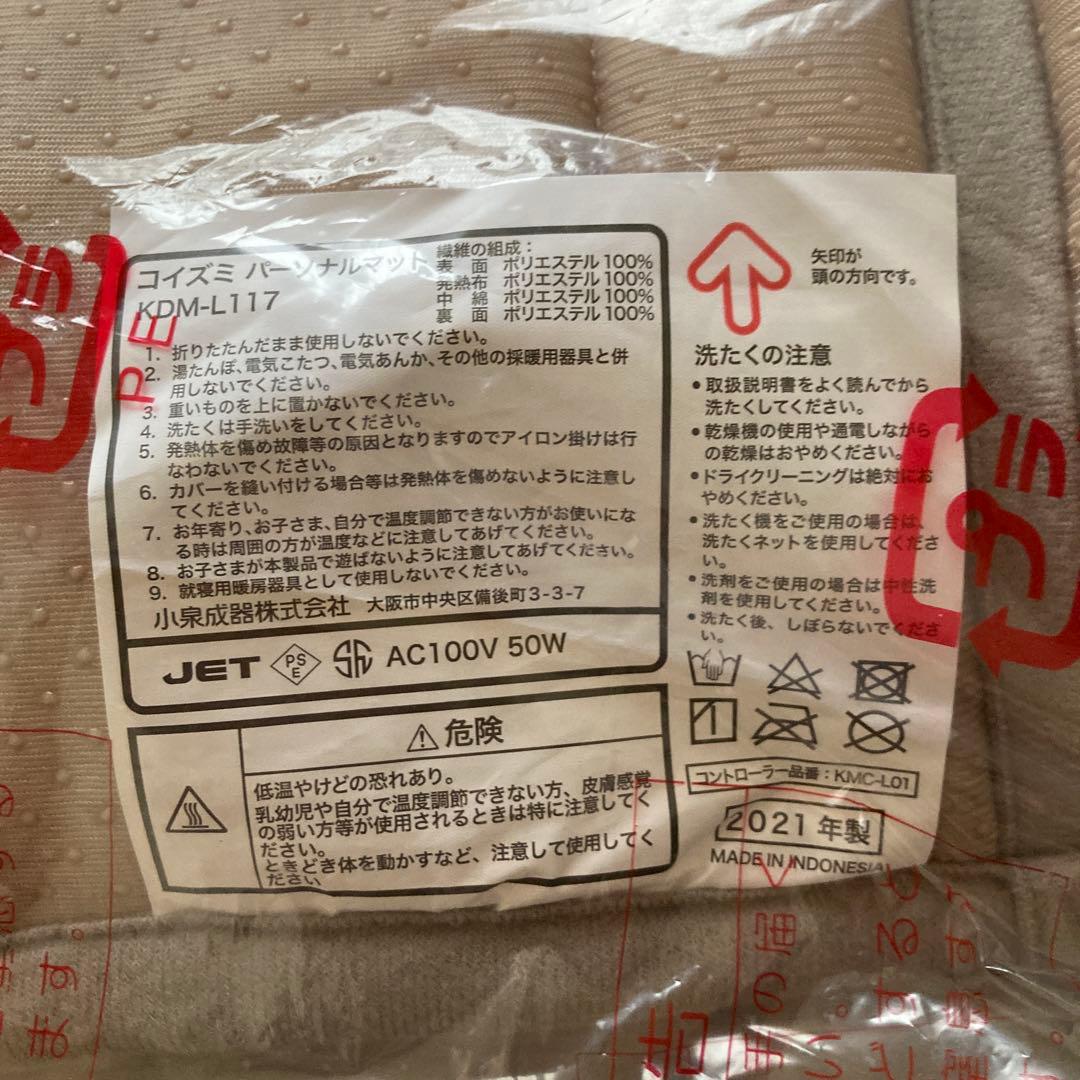 コイズミ パーソナルマット
KDM-L117
繊維の組成：
表 面 ポリエステル 100%
発熱布 ポリエステル 100%
中 綿 ポリエステル 100%
裏 面 ポリエステル 100%
1. 折りたたんだまま使用しないでください。
2. 湯たんぽ、電気こたつ、電気あんか、その他の採暖用器具と併
用しないでください。
3. 重いものを上に置かないでください。
4. 洗たくは手洗いをしてください。
5. 発熱体を傷め故障等の原因となりますのでアイロン掛けは行
なわないでください。
6. カバーを縫い付ける場合等は発熱体を傷めないように注意し
てください。
7. お年寄り、お子さま、自分で温度調節できない方がお使いにな
る時は周囲の方が温度などに注意してあげてください。
8. お子さまが本製品で遊ばないように注意してあげてください。
9. 就寝用暖房器具として使用しないでください。
小泉成器株式会社 大阪市中央区備後町3-3-7
JET PSE AC100V 50W
⚠危険
低温やけどの恐れあり。
乳幼児や自分で温度調節できない方、皮膚感覚
の弱い方等が使用されるときは特に注意してく
ださい。
ときどき体を動かすなど、注意して使用してく
ださい
矢印が
頭の方向です。
洗たくの注意
•取扱説明書をよく読んでから
洗たくしてください。
•乾燥機の使用や通電しながら
の乾燥はおやめください。
•ドライクリーニングは絶対にお
やめください。
•洗たく機をご使用の場合は、
洗たくネットを使用してくださ
い。
•洗剤をご使用の場合は中性洗
剤を使用してください。
•洗たく後、しぼらないでくださ
い。
コントローラー品番：KMC-L01
2021年製
MADE IN INDONESIA
PE
プラ
プラ
ます。